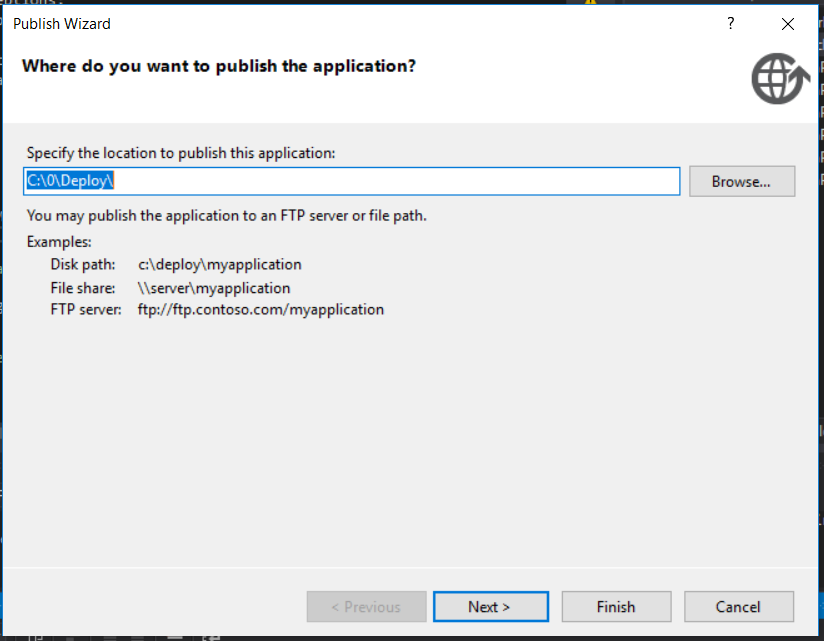 Publish Wizard
?
Where do you want to publish the application?
Specify the location to publish this application:
C:\0\Deploy\
Browse...
You may publish the application to an FTP server or file path.
Examples:
Disk path: c:\deploy\myapplication
File share: \\server\myapplication
FTP server: ftp://ftp.contoso.com/myapplication
< Previous
Next >
Finish
Cancel